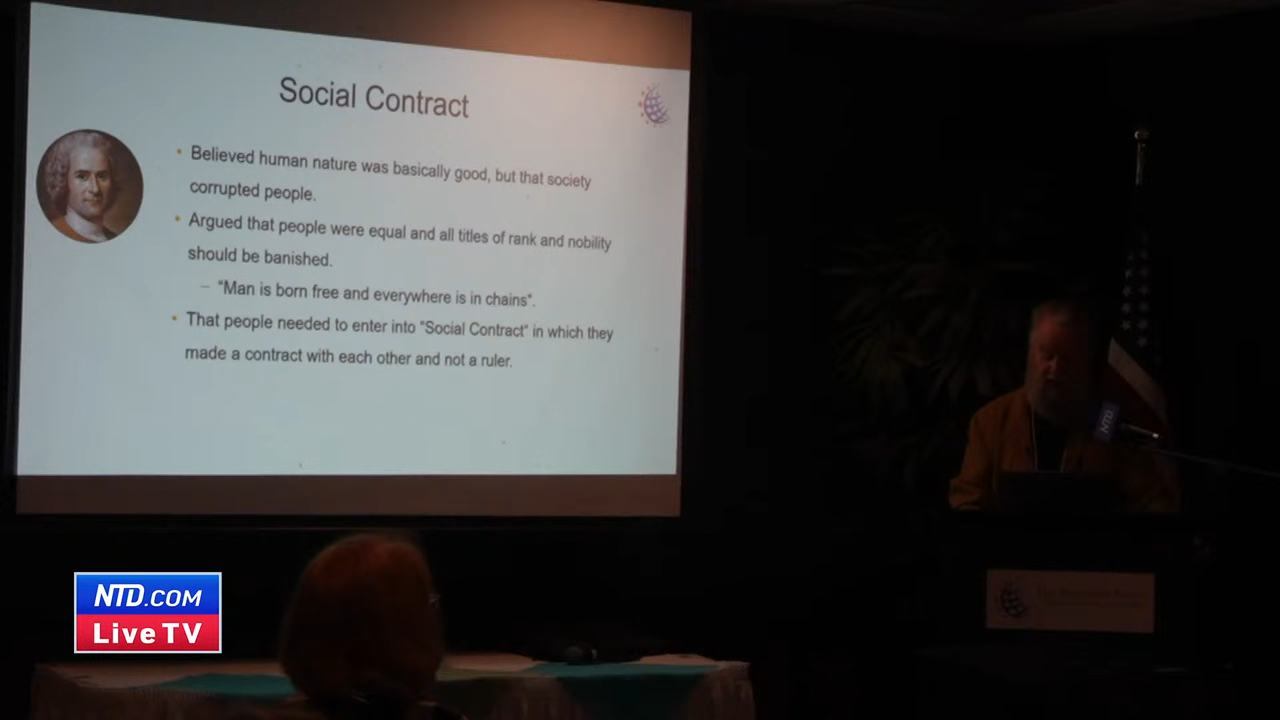 Social Contract
• Believed human nature was basically good, but that society
corrupted people.
• Argued that people were equal and all titles of rank and nobility
should be banished.
– "Man is born free and everywhere is in chains".
• That people needed to enter into "Social Contract" in which they
made a contract with each other and not a ruler.
NTD
NTD.COM
Live TV